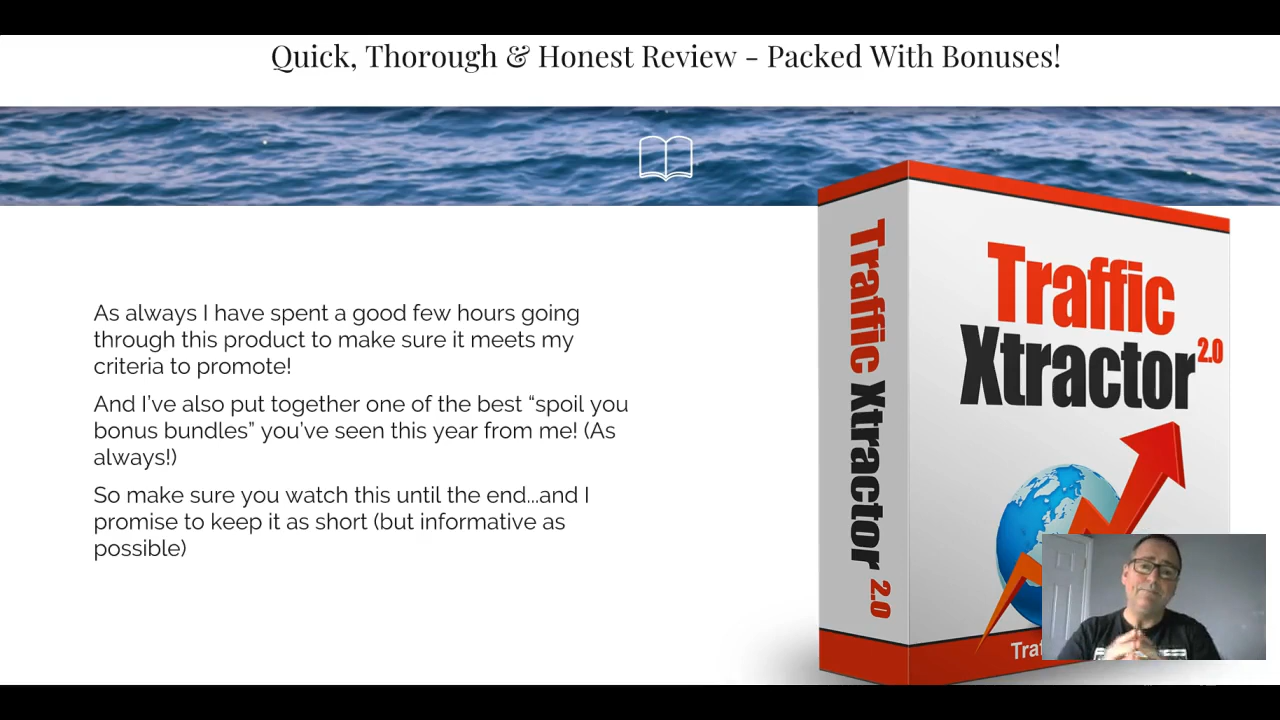 Quick, Thorough & Honest Review - Packed With Bonuses!
As always I have spent a good few hours going
through this product to make sure it meets my
criteria to promote!
And I’ve also put together one of the best “spoil you
bonus bundles” you’ve seen this year from me! (As
always!)
So make sure you watch this until the end...and I
promise to keep it as short (but informative as
possible)
Traffic Xtractor 2.0
Traffic
Xtractor 2.0